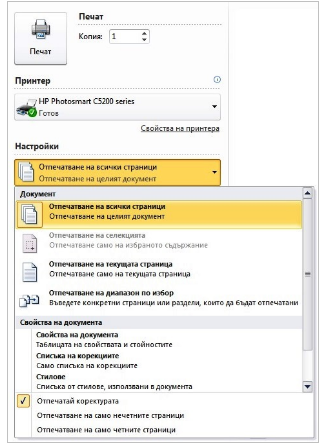 Печат
Копия: 1
Печат
Принтер
HP Photosmart C5200 series
Готов
Свойства на принтера
Настройки
Отпечатване на всички страници
Отпечатване на целият документ
Документ
Отпечатване на всички страници
Отпечатване на целият документ
Отпечатване на селекцията
Отпечатване само на избраното съдържание
Отпечатване на текущата страница
Отпечатване само на текущата страница
Отпечатване на диапазон по избор
Въведете конкретни страници или раздели, които да бъдат отпечатани
Свойства на документа
Свойства на документа
Таблицата на свойствата и стойностите
Списъка на корекциите
Само списъка на корекциите
Стилове
Списъка от стилове, използвани в документа
Отпечатай коректурата
Отпечатване на само нечетните страници
Отпечатване на само четните страници